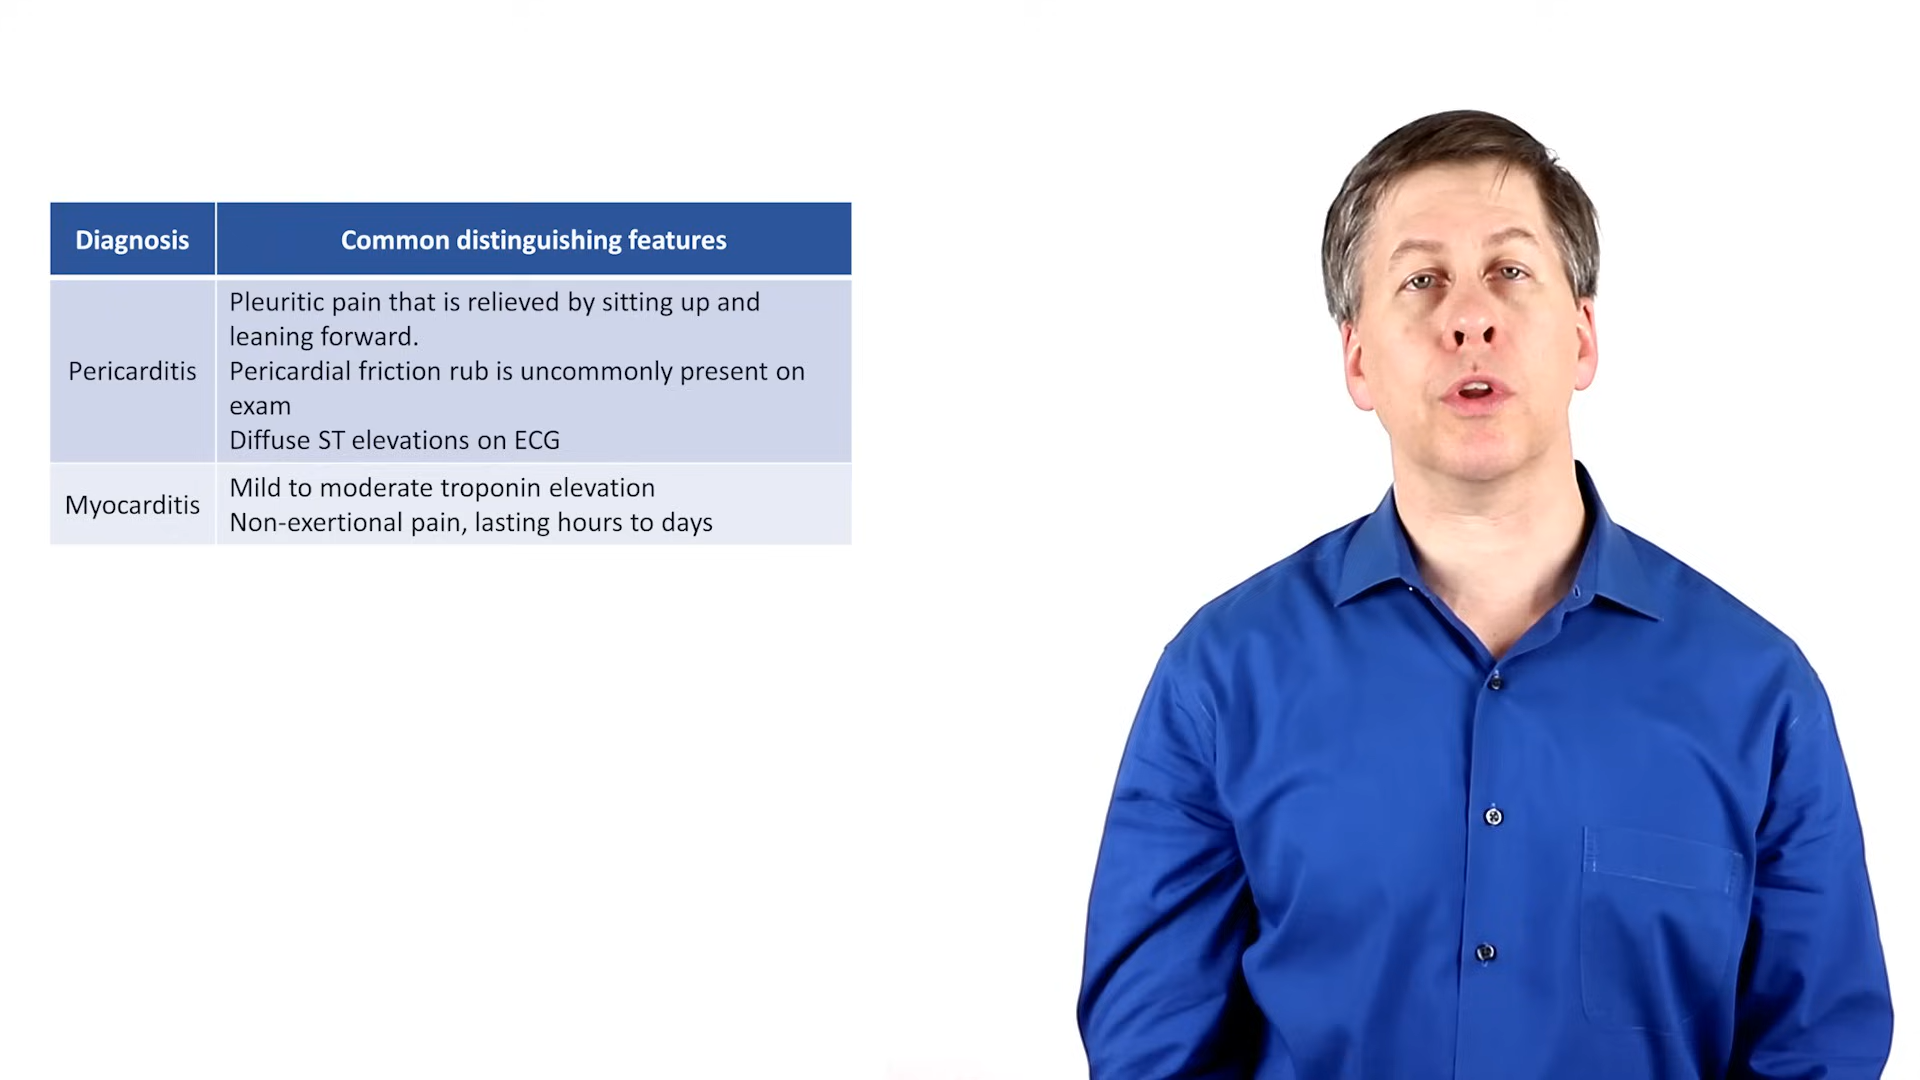 Diagnosis
Common distinguishing features
Pericarditis
Pleuritic pain that is relieved by sitting up and
leaning forward.
Pericardial friction rub is uncommonly present on
exam
Diffuse ST elevations on ECG
Myocarditis
Mild to moderate troponin elevation
Non-exertional pain, lasting hours to days